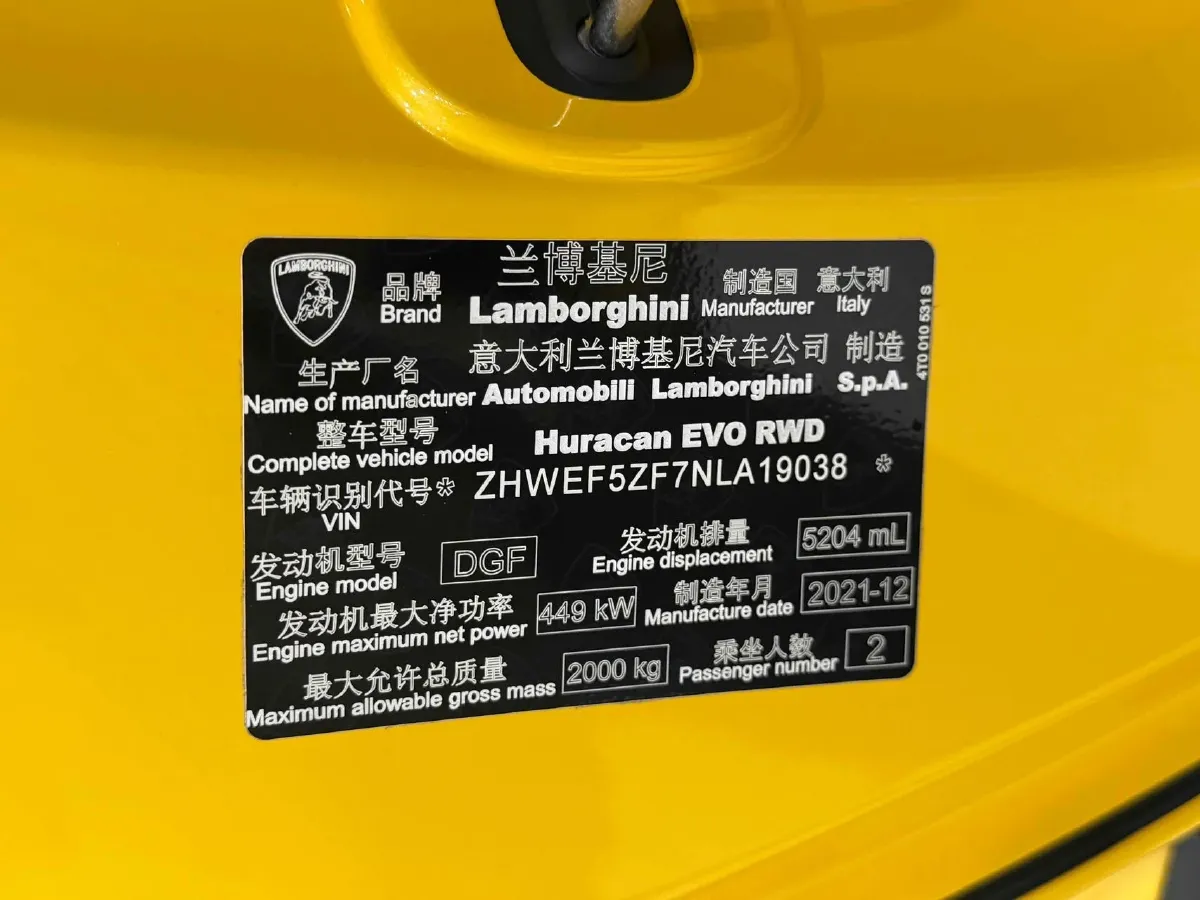 LAMBORGHINI
品牌 兰博基尼 制造国 意大利
Brand Lamborghini Manufacturer Italy
意大利兰博基尼汽车公司 制造
生产厂名
Name of manufacturer Automobili Lamborghini S.p.A.
整车型号
Complete vehicle model Huracan EVO RWD
车辆识别代号* ZHWEF5ZF7NLA19038 *
VIN
发动机型号 DGF 发动机排量 5204 mL
Engine model Engine displacement
发动机最大净功率 449 kW 制造年月 2021-12
Engine maximum net power Manufacture date
最大允许总质量 2000 kg 乘坐人数 2
Maximum allowable gross mass Passenger number
4T0 010 531 S